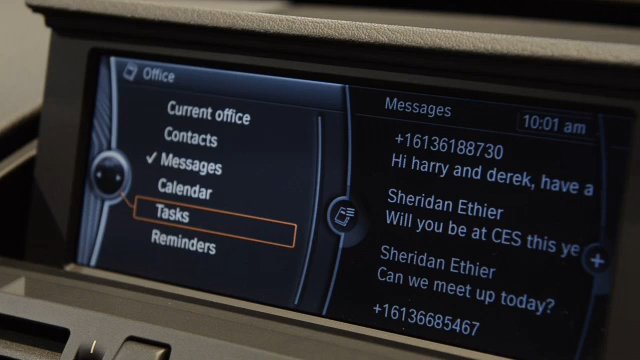 Office
Current office
Contacts
✓ Messages
Calendar
Tasks
Reminders
Messages
10:01 am
+16136188730
Hi harry and derek, have a
Sheridan Ethier
Will you be at CES this ye
Sheridan Ethier
Can we meet up today?
+16136685467